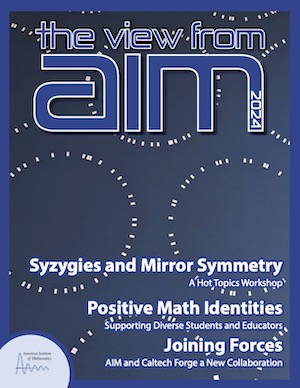 the view from
aim
2024
Syzygies and Mirror Symmetry
A Hot Topics Workshop
Positive Math Identities
Supporting Diverse Students and Educators
Joining Forces
AIM and Caltech Forge a New Collaboration
American Institute
of Mathematics